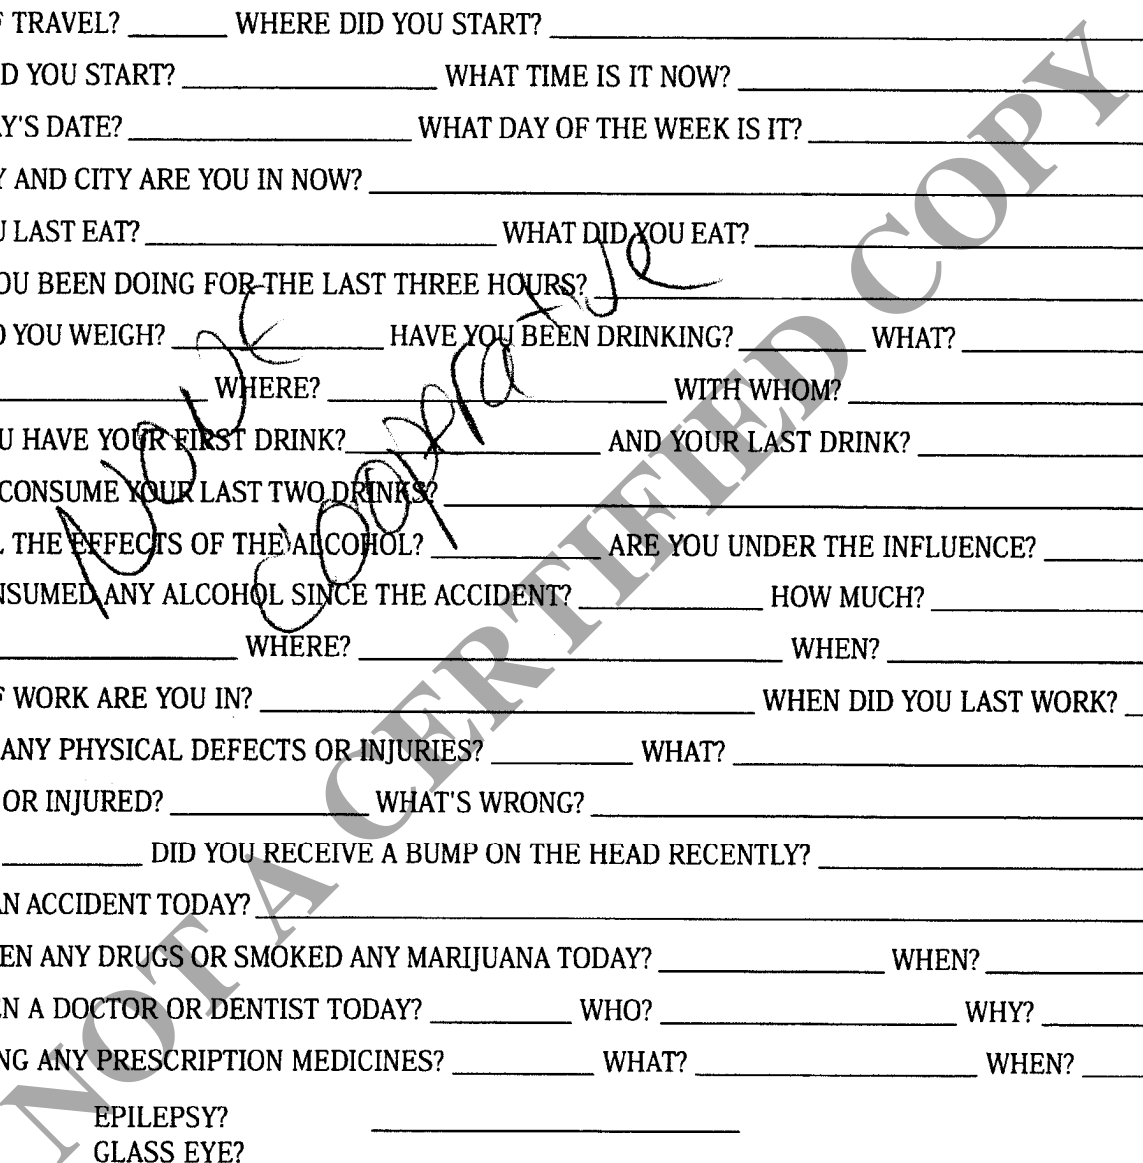 F TRAVEL? WHERE DID YOU START?
D YOU START? WHAT TIME IS IT NOW?
Y'S DATE? WHAT DAY OF THE WEEK IS IT?
Y AND CITY ARE YOU IN NOW?
U LAST EAT? WHAT DID YOU EAT?
OU BEEN DOING FOR THE LAST THREE HOURS?
O YOU WEIGH? HAVE YOU BEEN DRINKING? WHAT?
WHERE? WITH WHOM?
U HAVE YOUR FIRST DRINK? AND YOUR LAST DRINK?
CONSUME YOUR LAST TWO DRINKS?
L THE EFFECTS OF THE ALCOHOL? ARE YOU UNDER THE INFLUENCE?
NSUMED ANY ALCOHOL SINCE THE ACCIDENT? HOW MUCH?
WHERE? WHEN?
F WORK ARE YOU IN? WHEN DID YOU LAST WORK?
ANY PHYSICAL DEFECTS OR INJURIES? WHAT?
OR INJURED? WHAT'S WRONG?
DID YOU RECEIVE A BUMP ON THE HEAD RECENTLY?
AN ACCIDENT TODAY?
EN ANY DRUGS OR SMOKED ANY MARIJUANA TODAY? WHEN?
EN A DOCTOR OR DENTIST TODAY? WHO? WHY?
NG ANY PRESCRIPTION MEDICINES? WHAT? WHEN?
EPILEPSY?
GLASS EYE?
cooperative
NOT A CERTIFIED COPY